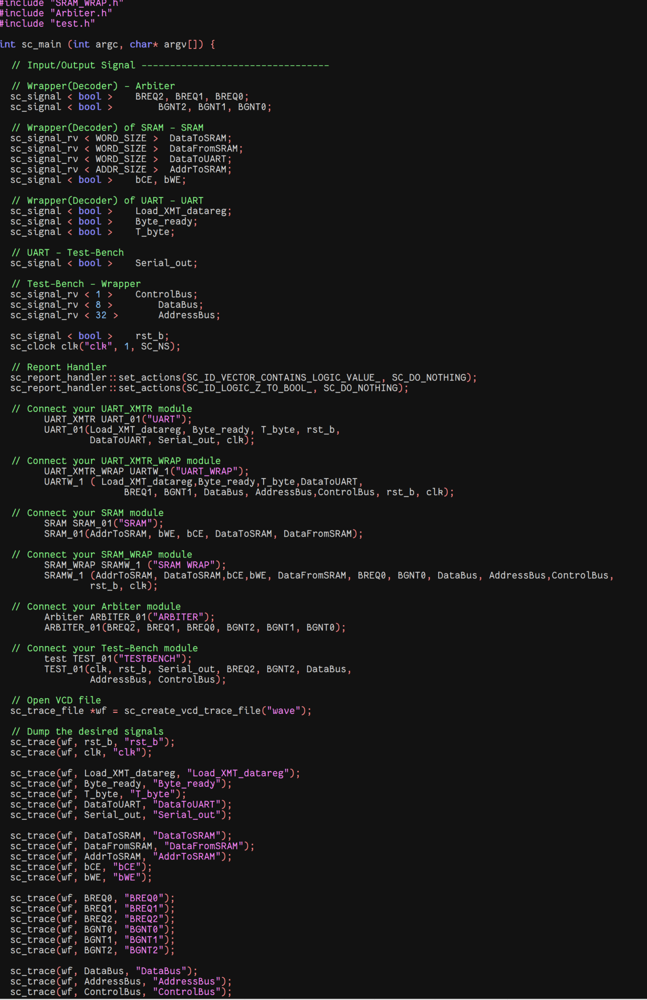 #include "SRAM_WRAP.h"
#include "Arbiter.h"
#include "test.h"
int sc_main (int argc, char* argv[]) {
// Input/Output Signal ---------------------------------
// Wrapper(Decoder) - Arbiter
sc_signal < bool > BREQ2, BREQ1, BREQ0;
sc_signal < bool > BGNT2, BGNT1, BGNT0;
// Wrapper(Decoder) of SRAM - SRAM
sc_signal_rv < WORD_SIZE > DataToSRAM;
sc_signal_rv < WORD_SIZE > DataFromSRAM;
sc_signal_rv < WORD_SIZE > DataToUART;
sc_signal_rv < ADDR_SIZE > AddrToSRAM;
sc_signal < bool > bCE, bWE;
// Wrapper(Decoder) of UART - UART
sc_signal < bool > Load_XMT_datareg;
sc_signal < bool > Byte_ready;
sc_signal < bool > T_byte;
// UART - Test-Bench
sc_signal < bool > Serial_out;
// Test-Bench - Wrapper
sc_signal_rv < 1 > ControlBus;
sc_signal_rv < 8 > DataBus;
sc_signal_rv < 32 > AddressBus;
sc_signal < bool > rst_b;
sc_clock clk("clk", 1, SC_NS);
// Report Handler
sc_report_handler::set_actions(SC_ID_VECTOR_CONTAINS_LOGIC_VALUE_, SC_DO_NOTHING);
sc_report_handler::set_actions(SC_ID_LOGIC_Z_TO_BOOL_, SC_DO_NOTHING);
// Connect your UART_XMTR module
UART_XMTR UART_01("UART");
UART_01(Load_XMT_datareg, Byte_ready, T_byte, rst_b,
DataToUART, Serial_out, clk);
// Connect your UART_XMTR_WRAP module
UART_XMTR_WRAP UARTW_1("UART_WRAP");
UARTW_1 ( Load_XMT_datareg,Byte_ready,T_byte,DataToUART,
BREQ1, BGNT1, DataBus, AddressBus,ControlBus, rst_b, clk);
// Connect your SRAM module
SRAM SRAM_01("SRAM");
SRAM_01(AddrToSRAM, bWE, bCE, DataToSRAM, DataFromSRAM);
// Connect your SRAM_WRAP module
SRAM_WRAP SRAMW_1 ("SRAM WRAP");
SRAMW_1 (AddrToSRAM, DataToSRAM,bCE,bWE, DataFromSRAM, BREQ0, BGNT0, DataBus, AddressBus,ControlBus,
rst_b, clk);
// Connect your Arbiter module
Arbiter ARBITER_01("ARBITER");
ARBITER_01(BREQ2, BREQ1, BREQ0, BGNT2, BGNT1, BGNT0);
// Connect your Test-Bench module
test TEST_01("TESTBENCH");
TEST_01(clk, rst_b, Serial_out, BREQ2, BGNT2, DataBus,
AddressBus, ControlBus);
// Open VCD file
sc_trace_file *wf = sc_create_vcd_trace_file("wave");
// Dump the desired signals
sc_trace(wf, rst_b, "rst_b");
sc_trace(wf, clk, "clk");
sc_trace(wf, Load_XMT_datareg, "Load_XMT_datareg");
sc_trace(wf, Byte_ready, "Byte_ready");
sc_trace(wf, T_byte, "T_byte");
sc_trace(wf, DataToUART, "DataToUART");
sc_trace(wf, Serial_out, "Serial_out");
sc_trace(wf, DataToSRAM, "DataToSRAM");
sc_trace(wf, DataFromSRAM, "DataFromSRAM");
sc_trace(wf, AddrToSRAM, "AddrToSRAM");
sc_trace(wf, bCE, "bCE");
sc_trace(wf, bWE, "bWE");
sc_trace(wf, BREQ0, "BREQ0");
sc_trace(wf, BREQ1, "BREQ1");
sc_trace(wf, BREQ2, "BREQ2");
sc_trace(wf, BGNT0, "BGNT0");
sc_trace(wf, BGNT1, "BGNT1");
sc_trace(wf, BGNT2, "BGNT2");
sc_trace(wf, DataBus, "DataBus");
sc_trace(wf, AddressBus, "AddressBus");
sc_trace(wf, ControlBus, "ControlBus");